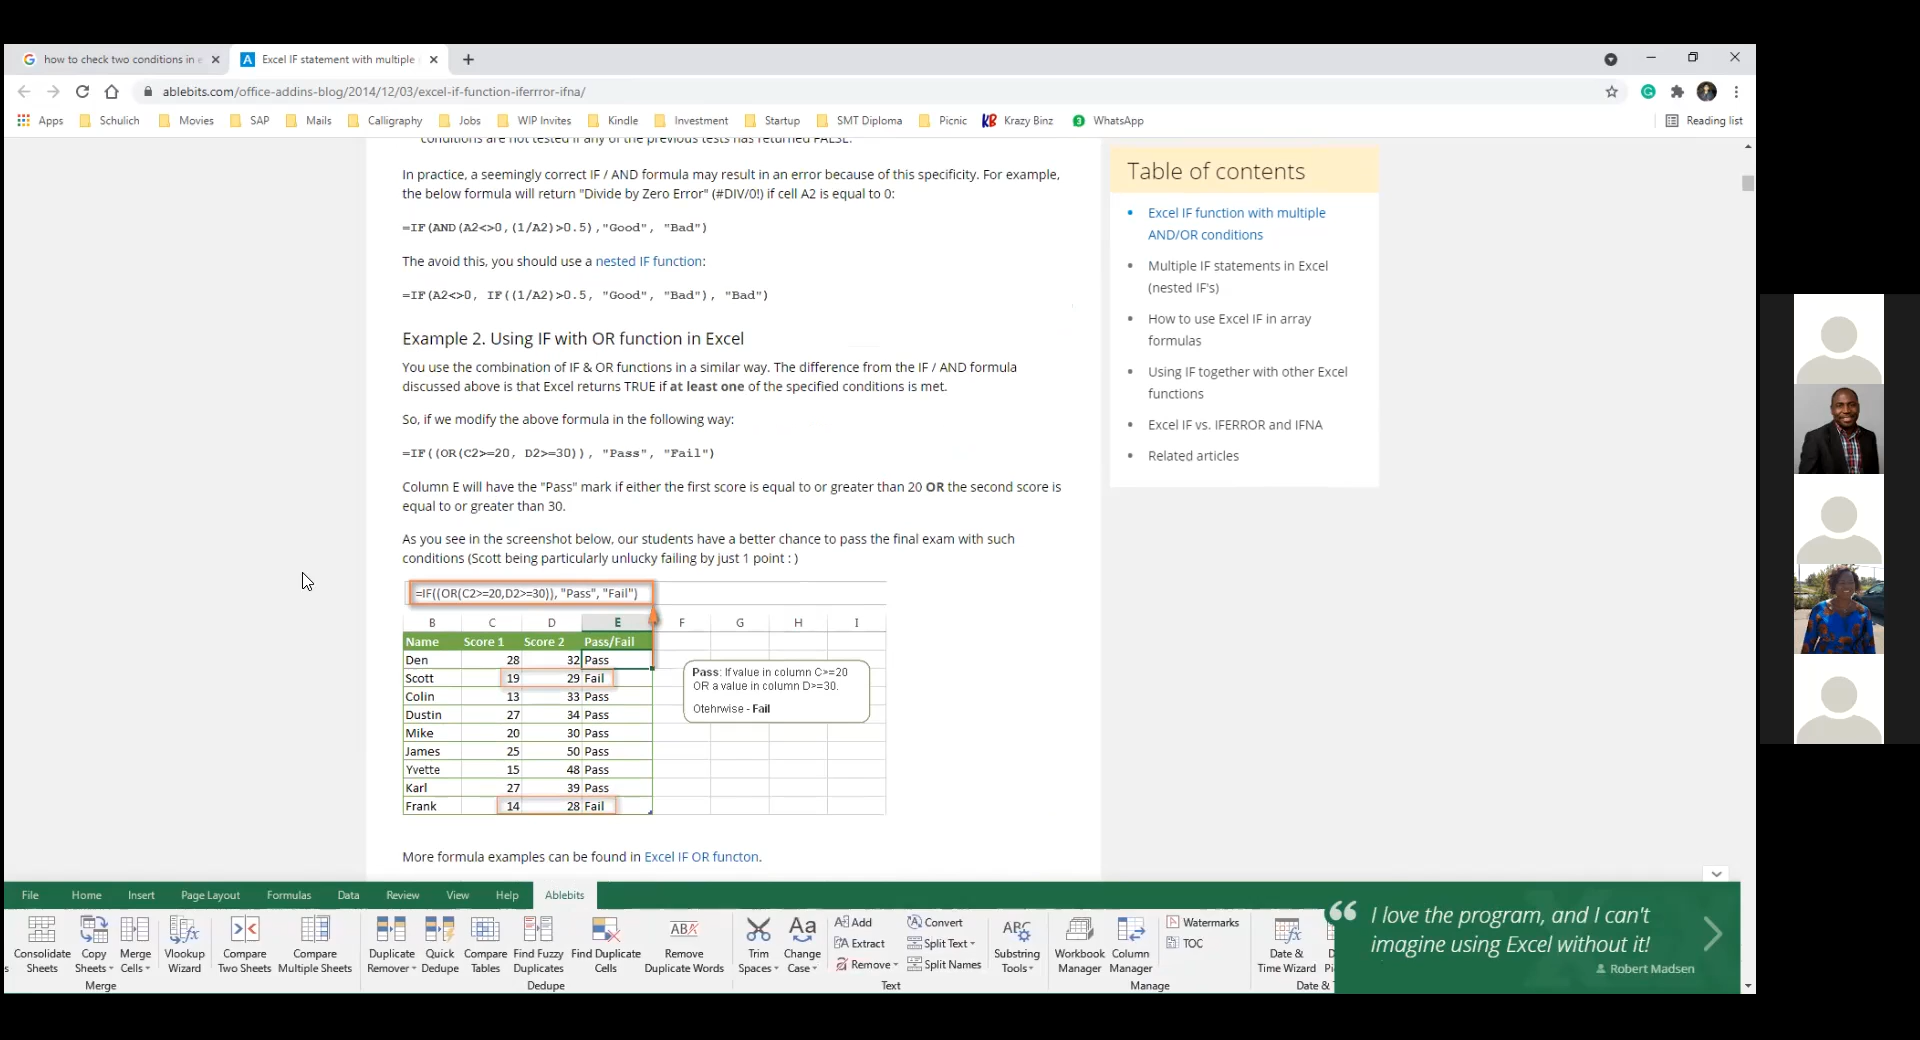 how to check two conditions in e
Excel IF statement with multiple
ablebits.com/office-addins-blog/2014/12/03/excel-if-function-iferrror-ifna/
Apps Schulich Movies SAP Mails Calligraphy Jobs WIP Invites Kindle Investment Startup SMT Diploma Picnic KB Krazy Binz 3 WhatsApp Reading list
conditions are not tested if any of the previous tests has returned FALSE.
In practice, a seemingly correct IF / AND formula may result in an error because of this specificity. For example,
the below formula will return "Divide by Zero Error" (#DIV/0!) if cell A2 is equal to 0:
=IF(AND(A2<>0,(1/A2)>0.5),"Good", "Bad")
The avoid this, you should use a nested IF function:
=IF(A2<>0, IF((1/A2)>0.5, "Good", "Bad"), "Bad")
Example 2. Using IF with OR function in Excel
You use the combination of IF & OR functions in a similar way. The difference from the IF / AND formula
discussed above is that Excel returns TRUE if at least one of the specified conditions is met.
So, if we modify the above formula in the following way:
=IF((OR(C2>=20, D2>=30)), "Pass", "Fail")
Column E will have the "Pass" mark if either the first score is equal to or greater than 20 OR the second score is
equal to or greater than 30.
As you see in the screenshot below, our students have a better chance to pass the final exam with such
conditions (Scott being particularly unlucky failing by just 1 point : )
=IF((OR(C2>=20,D2>=30)), "Pass", "Fail")
B C D E F G H I
Name Score 1 Score 2 Pass/Fail
Den 28 32 Pass
Scott 19 29 Fail
Colin 13 33 Pass
Dustin 27 34 Pass
Mike 20 30 Pass
James 25 50 Pass
Yvette 15 48 Pass
Karl 27 39 Pass
Frank 14 28 Fail
Pass: If value in column C>=20
OR a value in column D>=30.
Otehrwise - Fail
More formula examples can be found in Excel IF OR functon.
Table of contents
Excel IF function with multiple
AND/OR conditions
Multiple IF statements in Excel
(nested IF's)
How to use Excel IF in array
formulas
Using IF together with other Excel
functions
Excel IF vs. IFERROR and IFNA
Related articles
File Home Insert Page Layout Formulas Data Review View Help Ablebits
Consolidate
Sheets
Copy
Sheets
Merge
Cells
Merge
Vlookup
Wizard
Compare
Two Sheets
Compare
Multiple Sheets
Duplicate
Remover
Quick
Dedupe
Compare
Tables
Find Fuzzy
Duplicates
Find Duplicate
Cells
Dedupe
Remove
Duplicate Words
Trim
Spaces
Change
Case
Add
Extract
Remove
Convert
Split Text
Split Names
Substring
Tools
Text
Workbook
Manager
Column
Manager
Watermarks
TOC
Manage
Date &
Time Wizard
Date &
“ I love the program, and I can't
imagine using Excel without it!
Robert Madsen